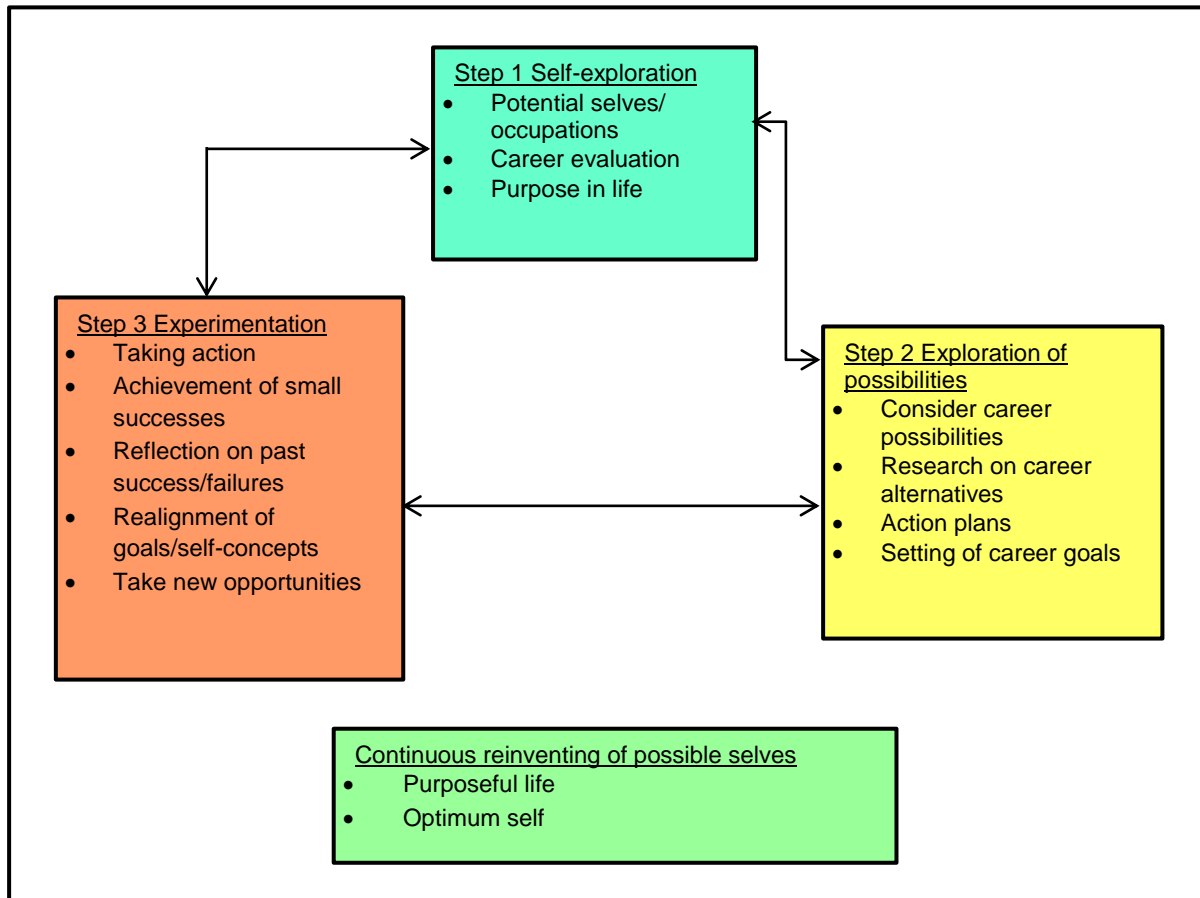 Step 1 Self-exploration
• Potential selves/
occupations
• Career evaluation
• Purpose in life
Step 2 Exploration of
possibilities
• Consider career
possibilities
• Research on career
alternatives
• Action plans
• Setting of career goals
Step 3 Experimentation
• Taking action
• Achievement of small
successes
• Reflection on past
success/failures
• Realignment of
goals/self-concepts
• Take new opportunities
Continuous reinventing of possible selves
• Purposeful life
• Optimum self